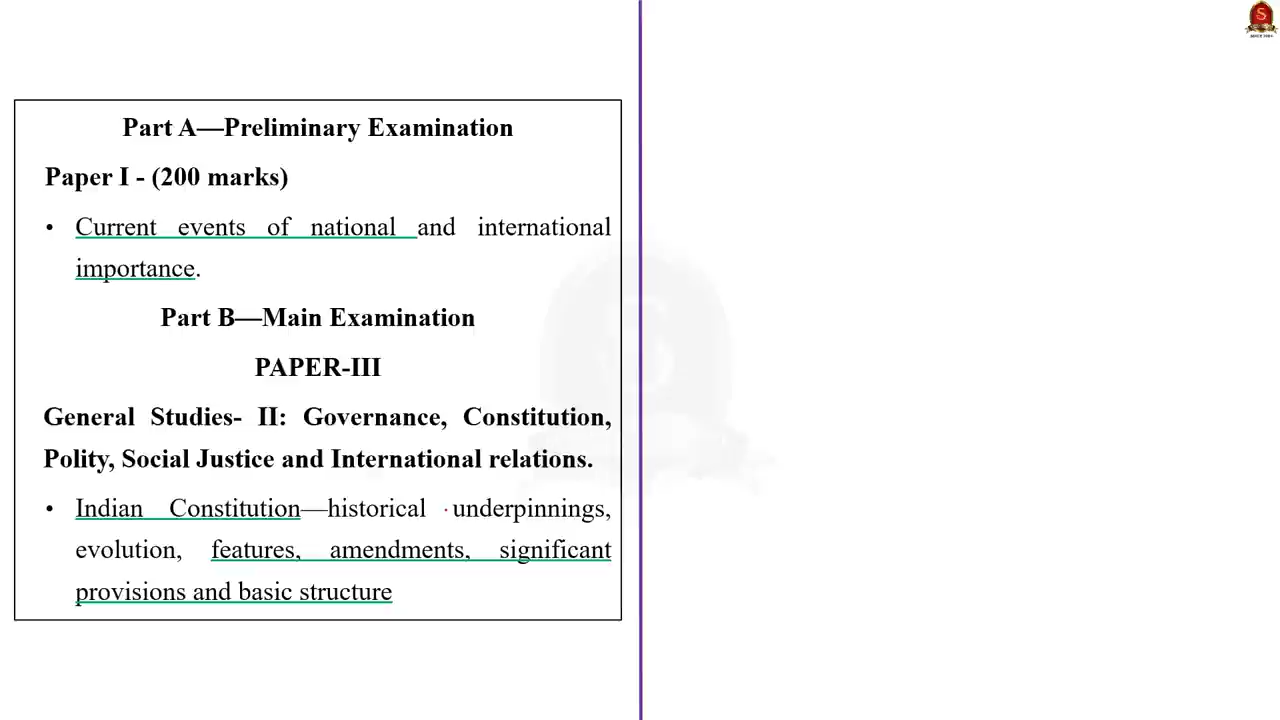 Part A—Preliminary Examination
Paper I - (200 marks)
• Current events of national and international
importance.
Part B—Main Examination
PAPER-III
General Studies- II: Governance, Constitution,
Polity, Social Justice and International relations.
• Indian Constitution—historical underpinnings,
evolution, features, amendments, significant
provisions and basic structure
S